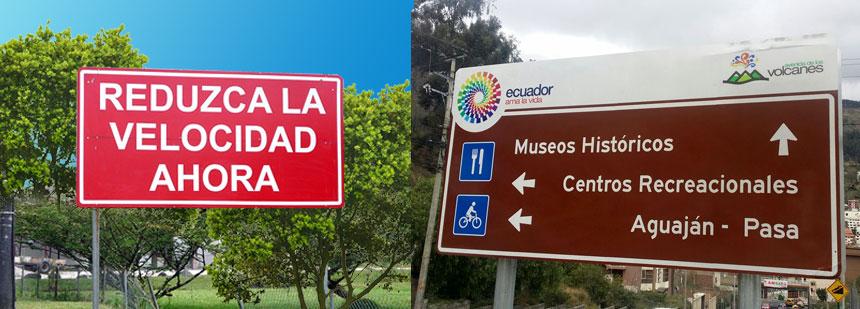 REDUZCA LA
VELOCIDAD
AHORA
ecuador
ama la vida
avenida de los
volcanes
Museos Históricos
Centros Recreacionales
Aguaján - Pasa